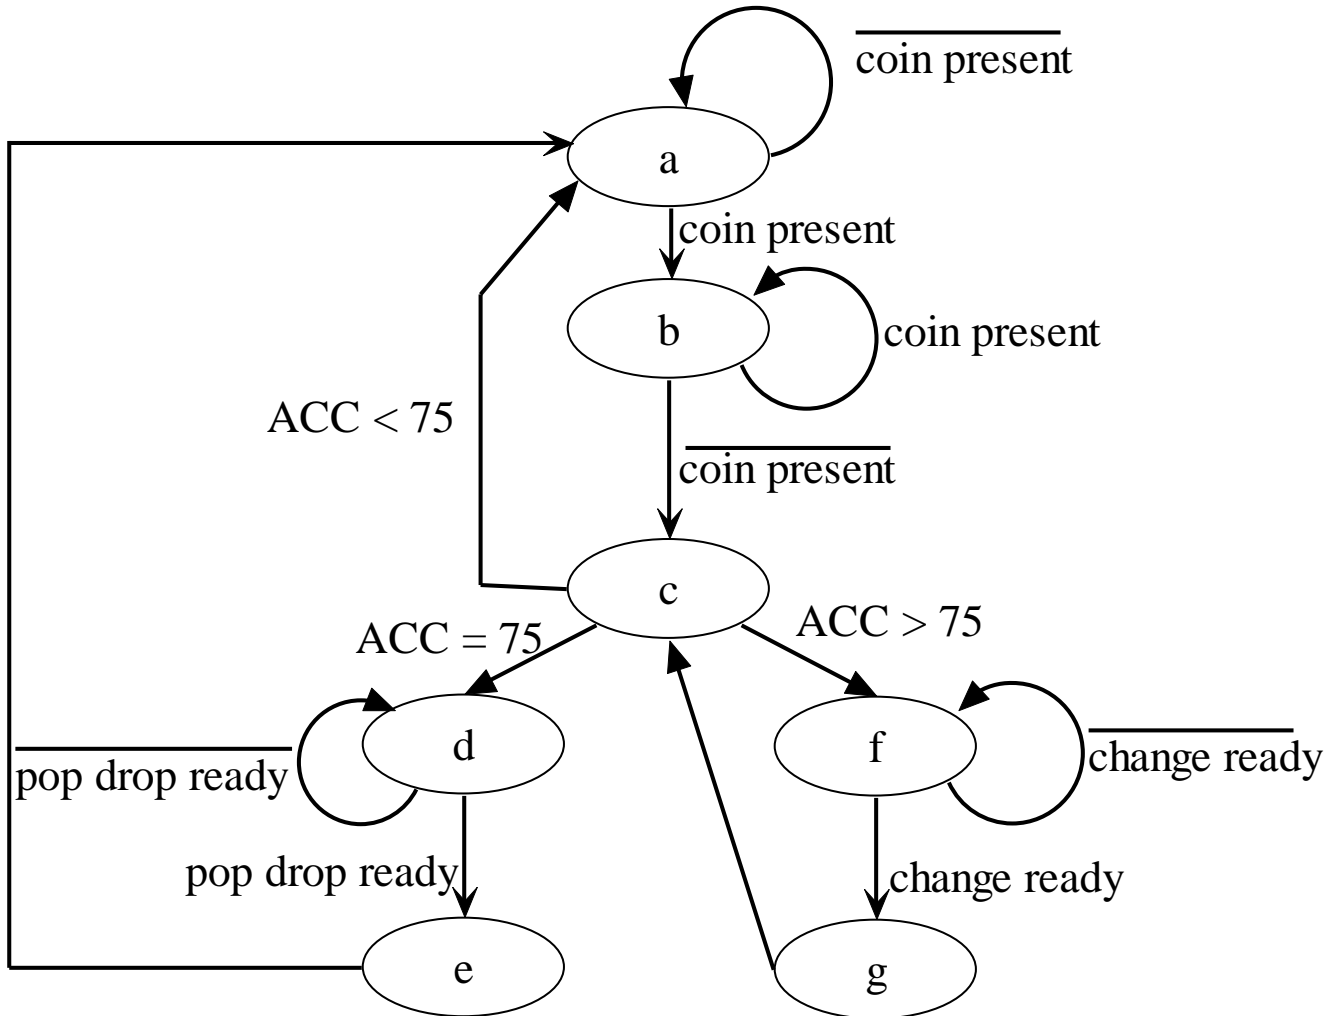 coin present
a
coin present
b
coin present
ACC < 75
coin present
c
ACC = 75
ACC > 75
d
f
pop drop ready
change ready
pop drop ready
change ready
e
g